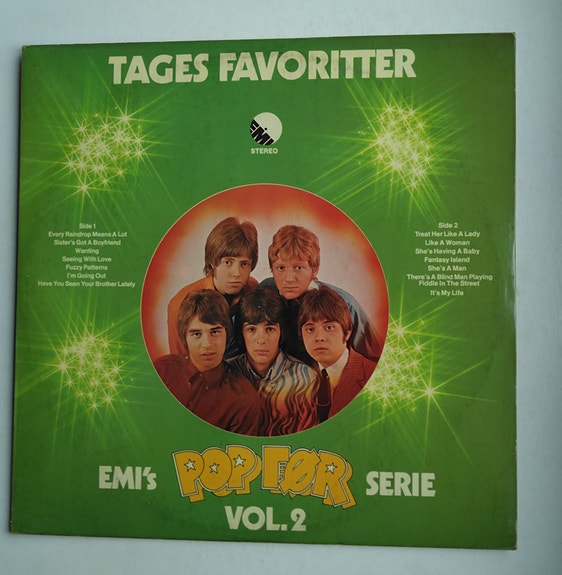 TAGES FAVORITTER
EMI
STEREO
Side 1
Every Raindrop Means A Lot
Sister's Got A Boyfriend
Wanting
Seeing With Love
Fuzzy Patterns
I'm Going Out
Have You Seen Your Brother Lately
Side 2
Treat Her Like A Lady
Like A Woman
She's Having A Baby
Fantasy Island
She's A Man
There's A Blind Man Playing
Fiddle In The Street
It's My Life
EMI's POP FØR SERIE
VOL.2